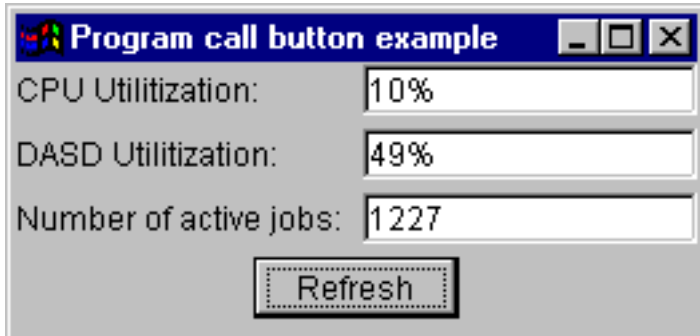 Program call button example
CPU Utilitization: 10%
DASD Utilitization: 49%
Number of active jobs: 1227
Refresh